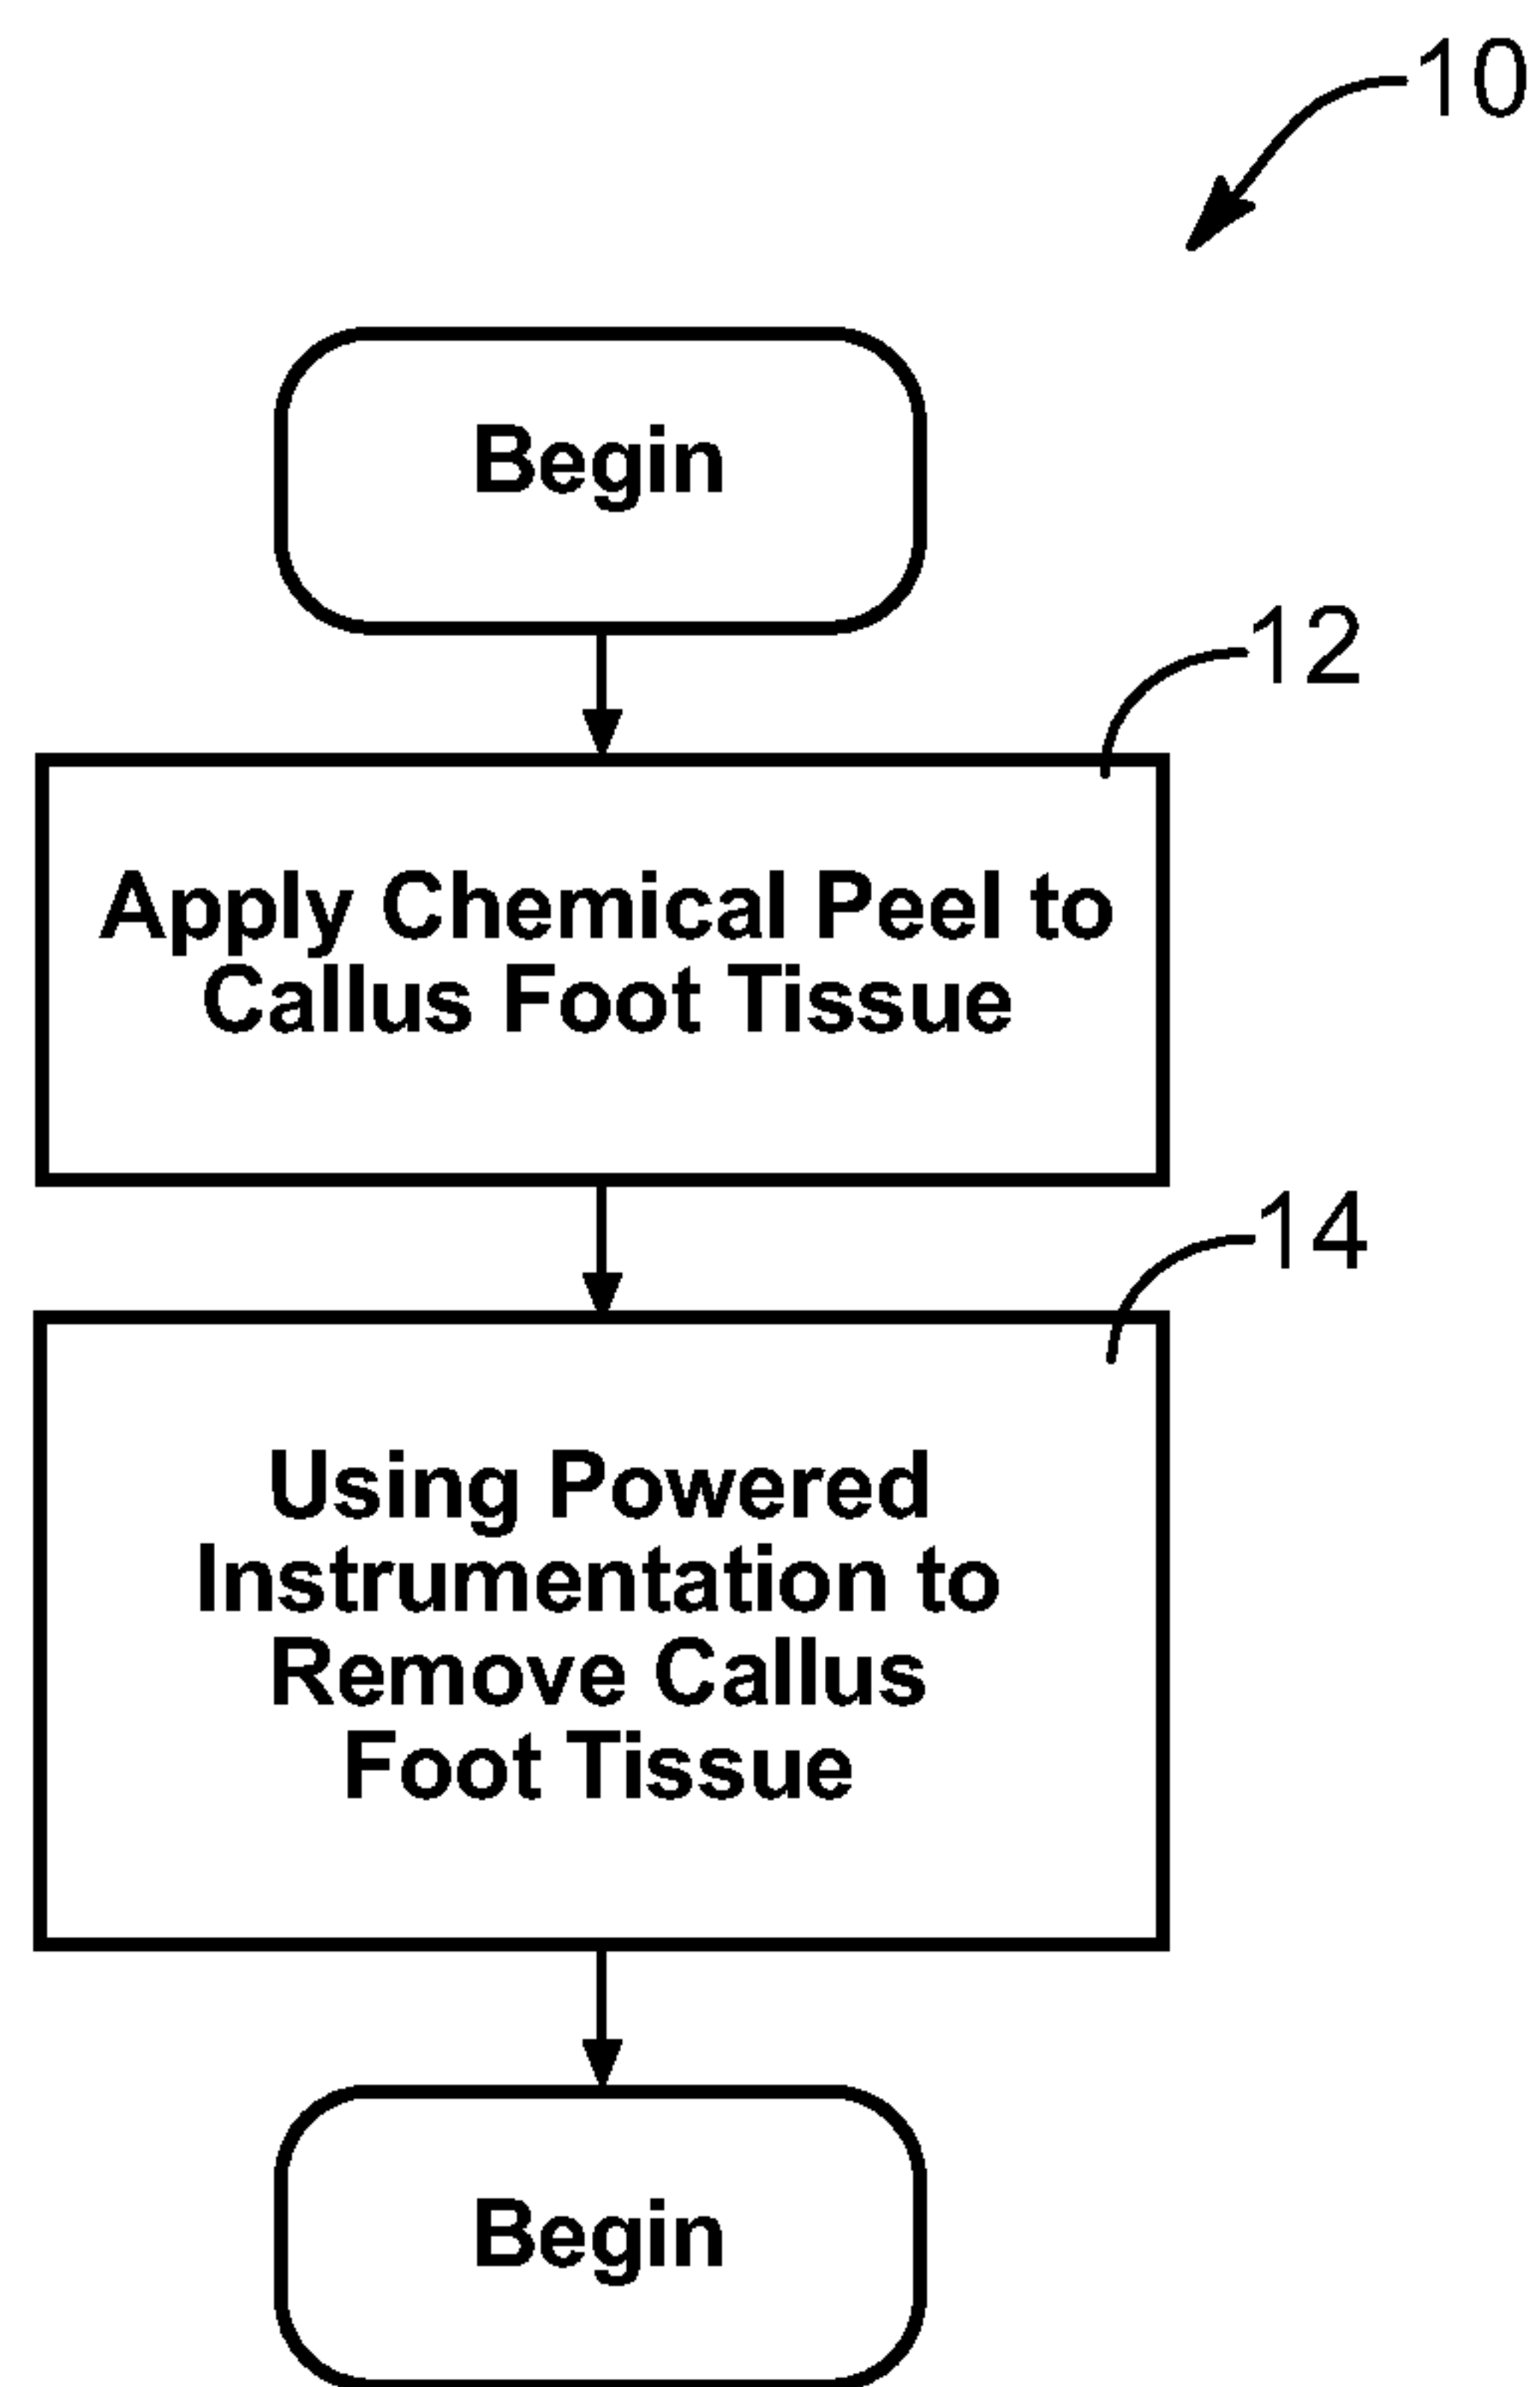 10
Begin
12
Apply Chemical Peel to
Callus Foot Tissue
14
Using Powered
Instrumentation to
Remove Callus
Foot Tissue
Begin